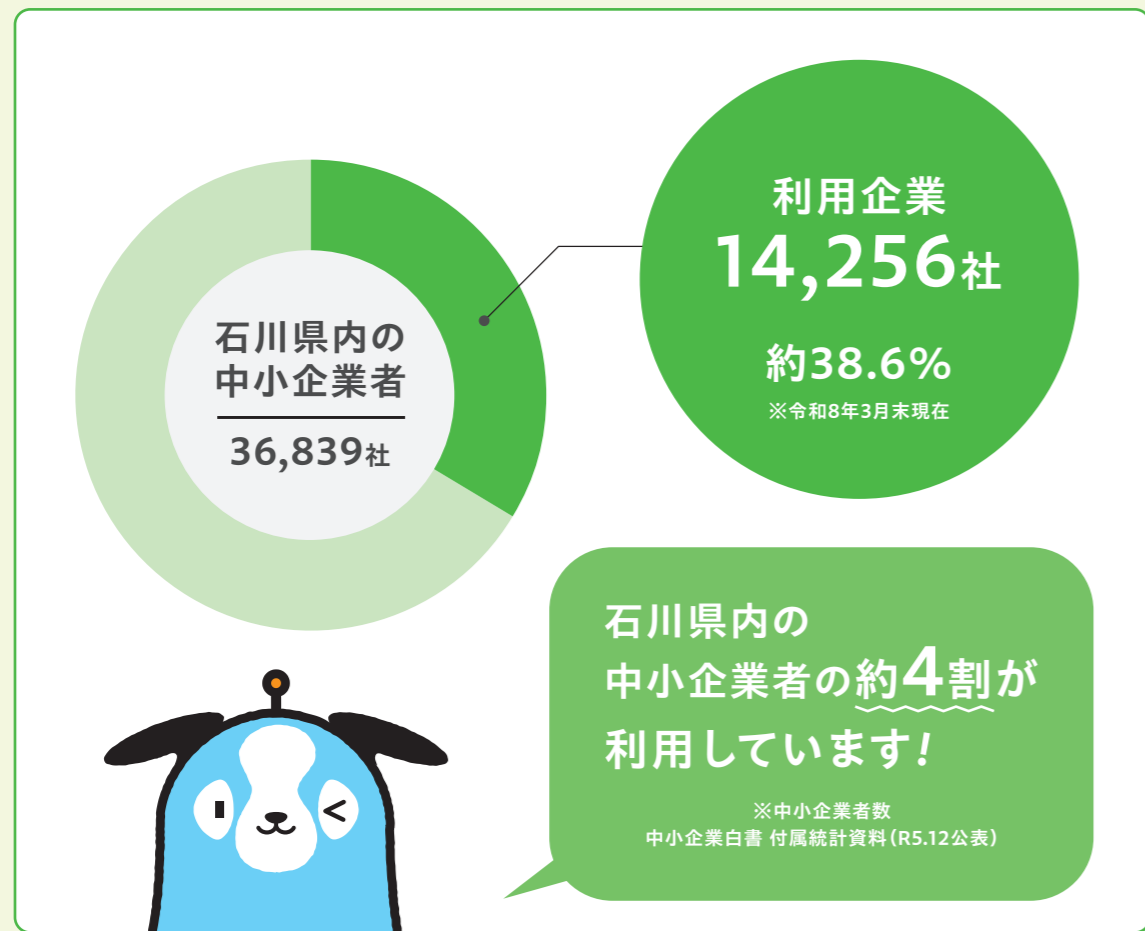 石川県内の
中小企業者
36,839社
利用企業
14,256社
約38.6%
※令和8年3月末現在
石川県内の
中小企業者の約4割が
利用しています!
※中小企業者数
中小企業白書 付属統計資料(R5.12公表)